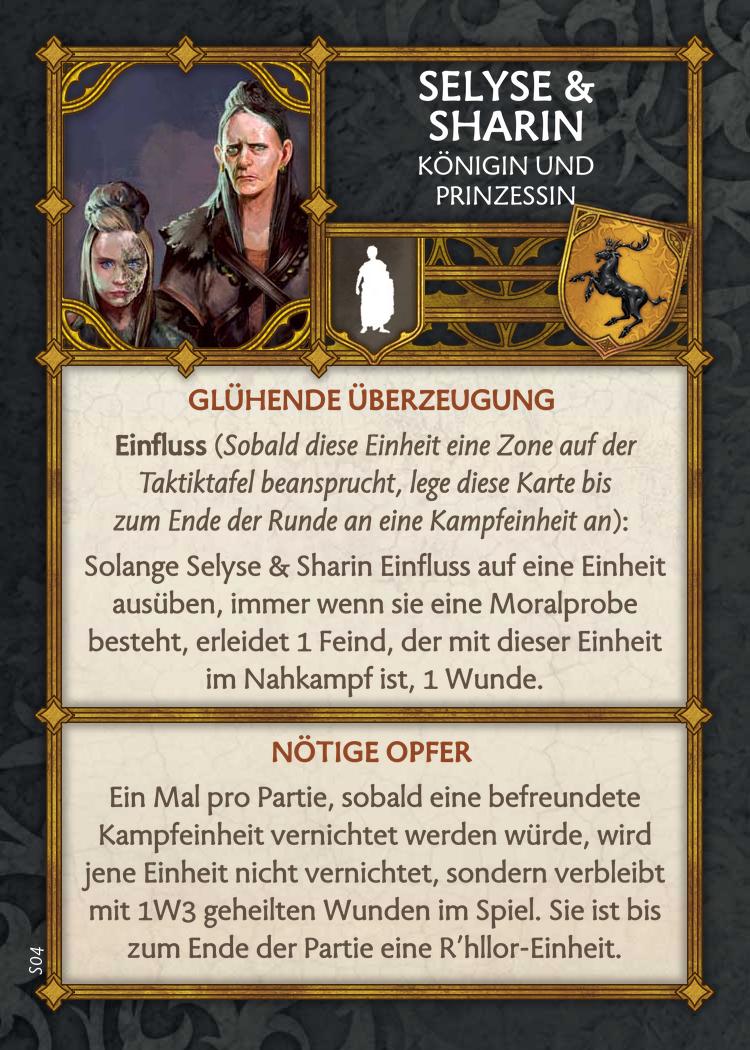 SELYSE &
SHARIN
KÖNIGIN UND
PRINZESSIN
GLÜHENDE ÜBERZEUGUNG
Einfluss (Sobald diese Einheit eine Zone auf der
Taktiktafel beansprucht, lege diese Karte bis
zum Ende der Runde an eine Kampfeinheit an):
Solange Selyse & Sharin Einfluss auf eine Einheit
ausüben, immer wenn sie eine Moralprobe
besteht, erleidet 1 Feind, der mit dieser Einheit
im Nahkampf ist, 1 Wunde.
NÖTIGE OPFER
Ein Mal pro Partie, sobald eine befreundete
Kampfeinheit vernichtet werden würde, wird
jene Einheit nicht vernichtet, sondern verbleibt
mit 1W3 geheilten Wunden im Spiel. Sie ist bis
zum Ende der Partie eine R’hllor-Einheit.
S04